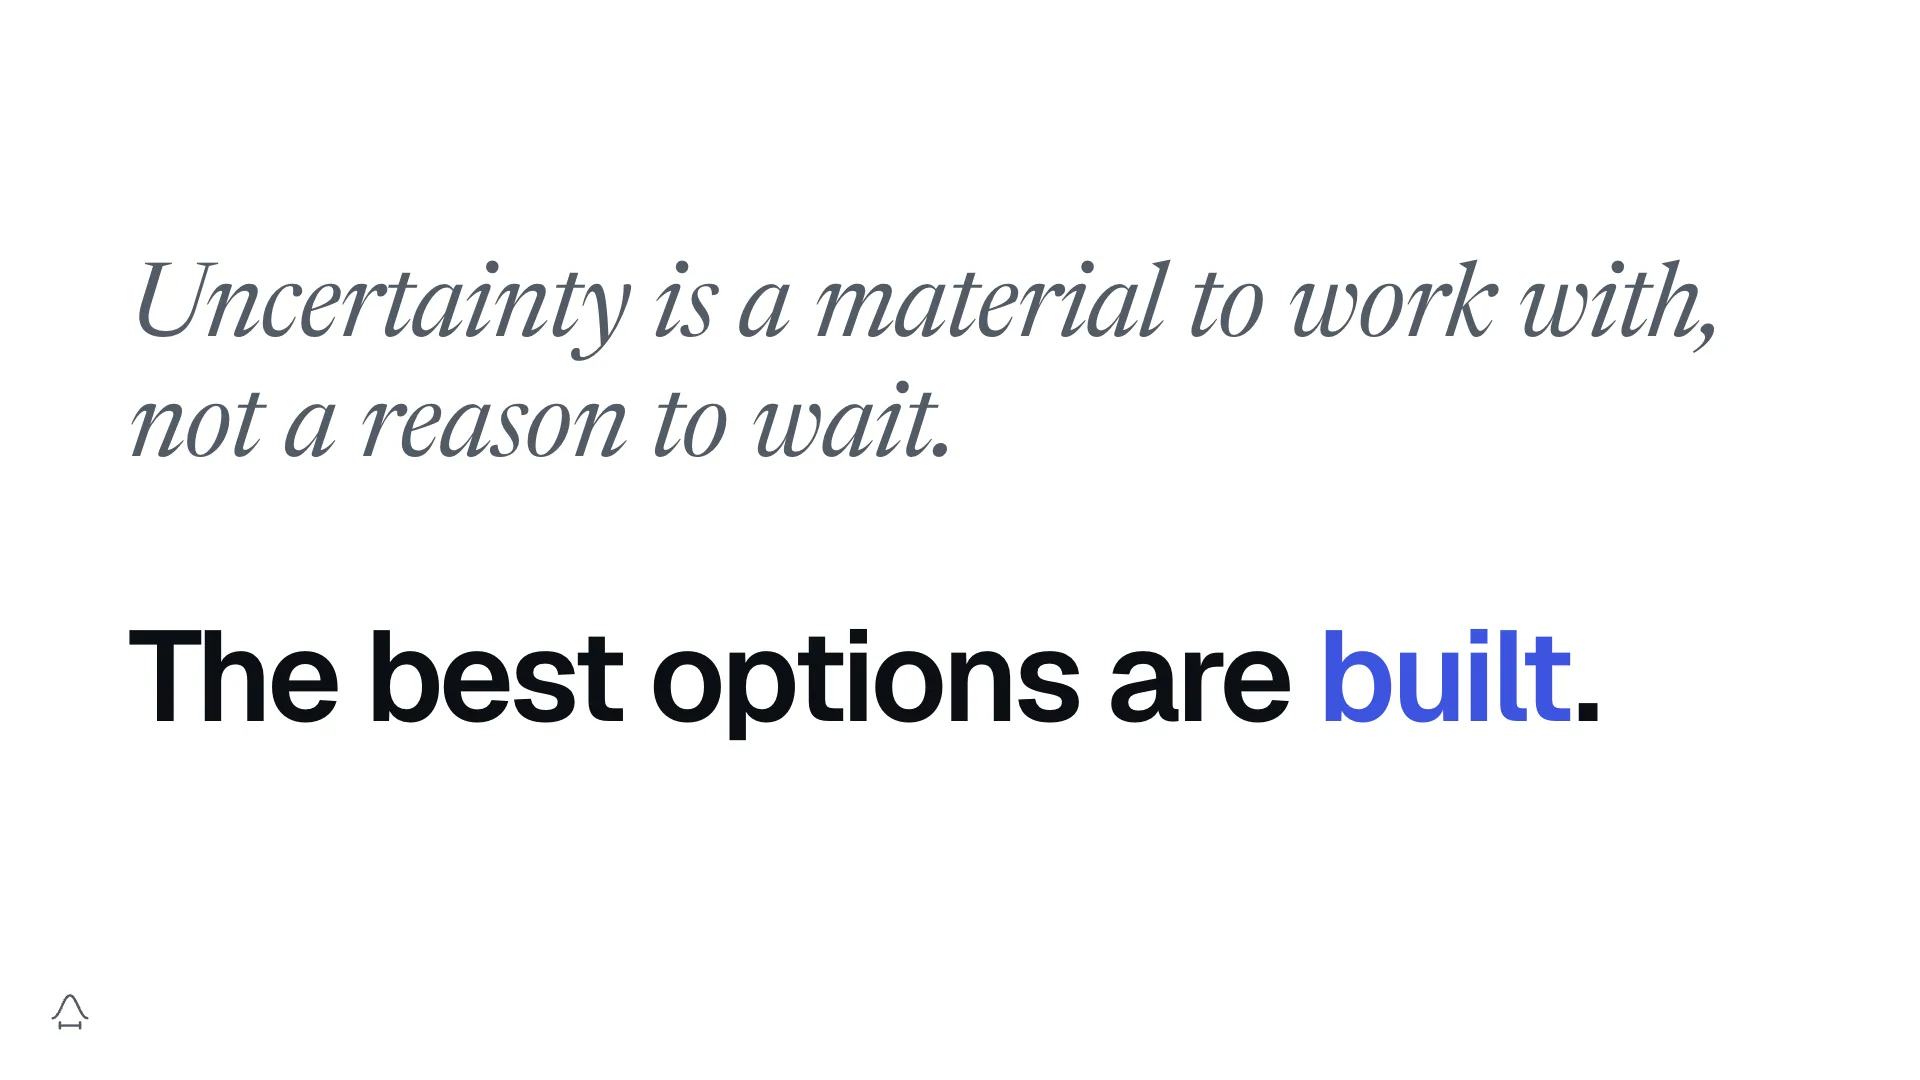 Uncertainty is a material to work with,
not a reason to wait.
The best options are built.